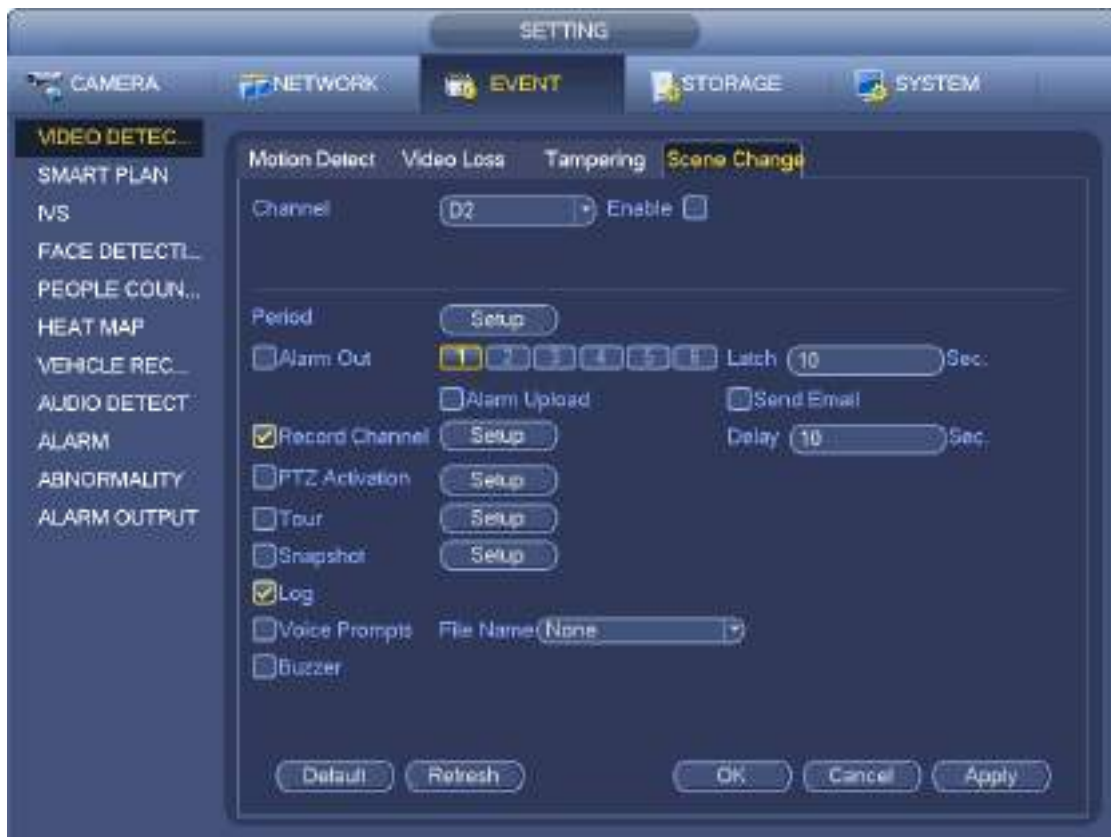 SETTING
CAMERA NETWORK EVENT STORAGE SYSTEM
VIDEO DETEC...
SMART PLAN
IVS
FACE DETECTI...
PEOPLE COUN...
HEAT MAP
VEHICLE REC...
AUDIO DETECT
ALARM
ABNORMALITY
ALARM OUTPUT
Motion Detect Video Loss Tampering Scene Change
Channel D2 Enable
Period Setup
Alarm Out 1 2 3 4 5 6 Latch 10 Sec.
Alarm Upload Send Email
Record Channel Setup Delay 10 Sec.
PTZ Activation Setup
Tour Setup
Snapshot Setup
Log
Voice Prompts File Name None
Buzzer
Default Refresh OK Cancel Apply